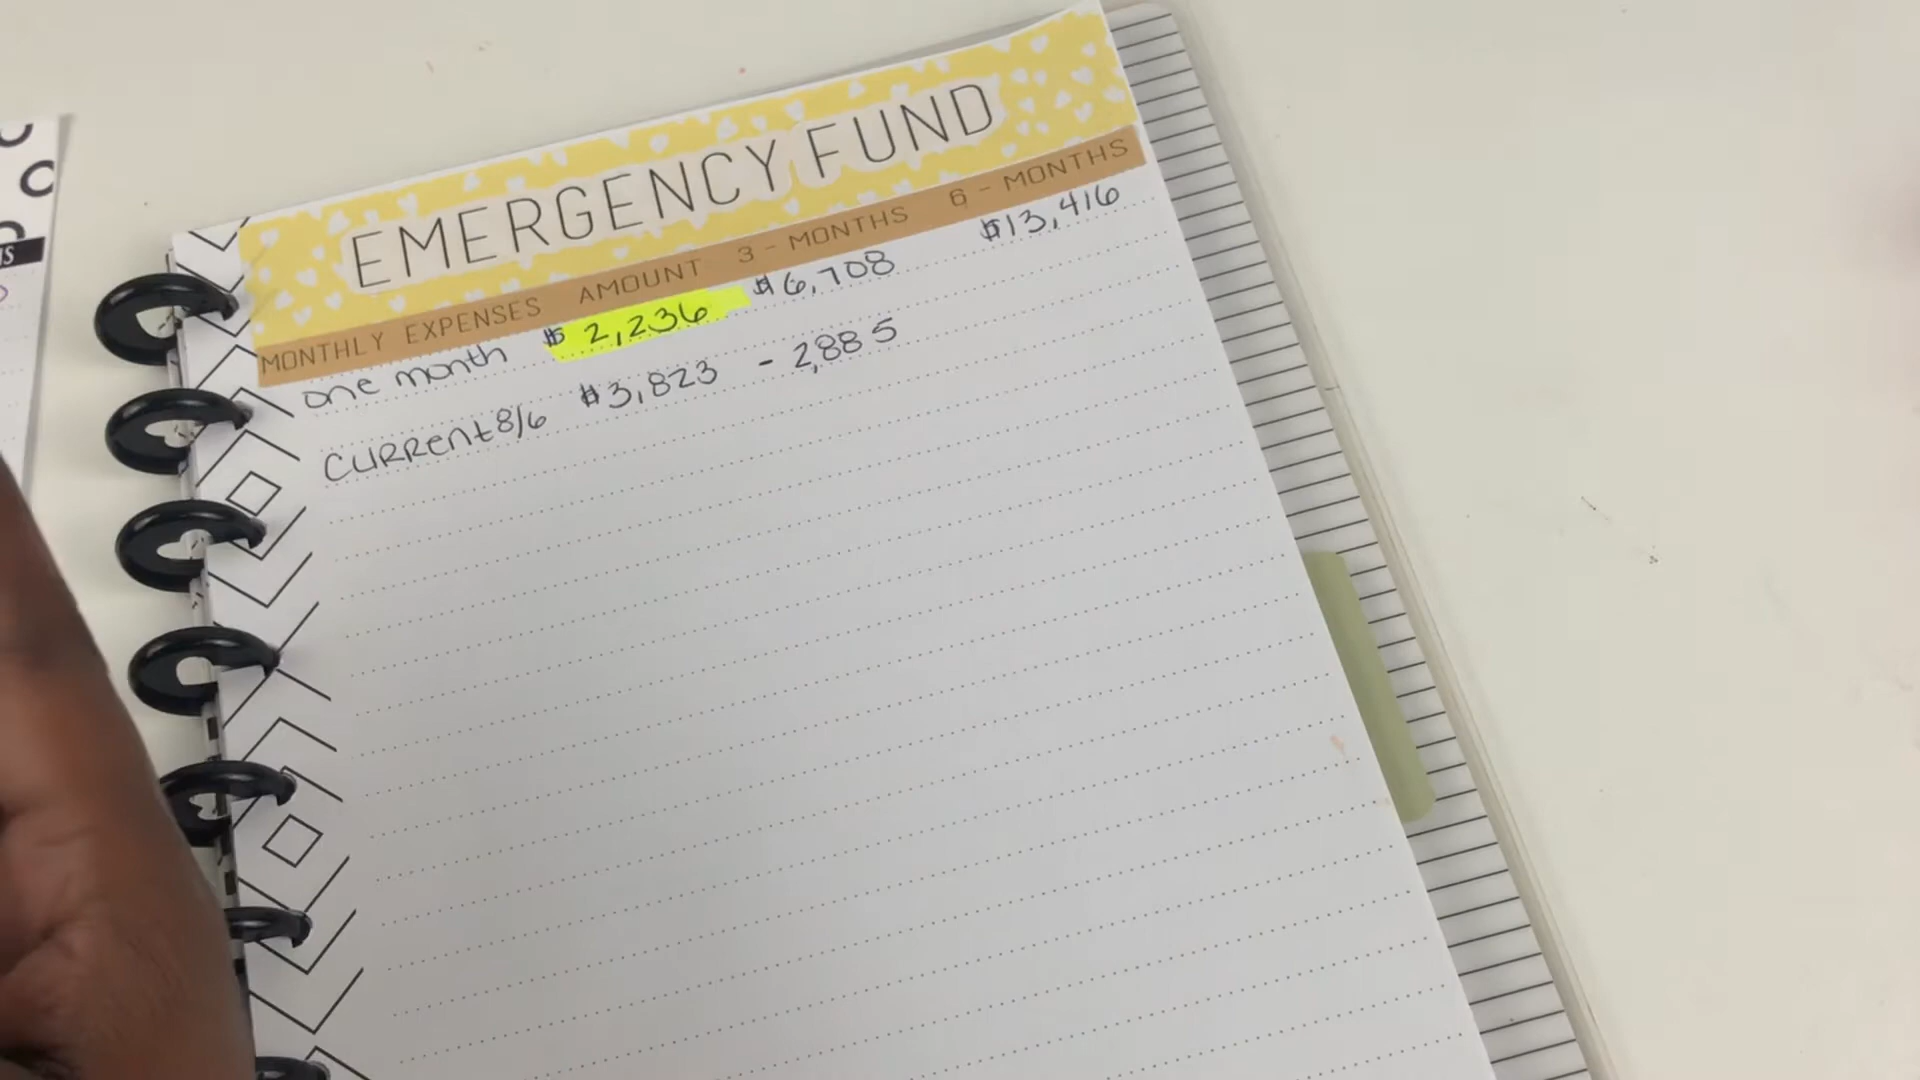 EMERGENCY FUND
MONTHLY EXPENSES AMOUNT 3 - MONTHS 6 - MONTHS
one month $ 2,236 $6,708 $13,416
CURRENT 8/6 $3,823 - 2,885